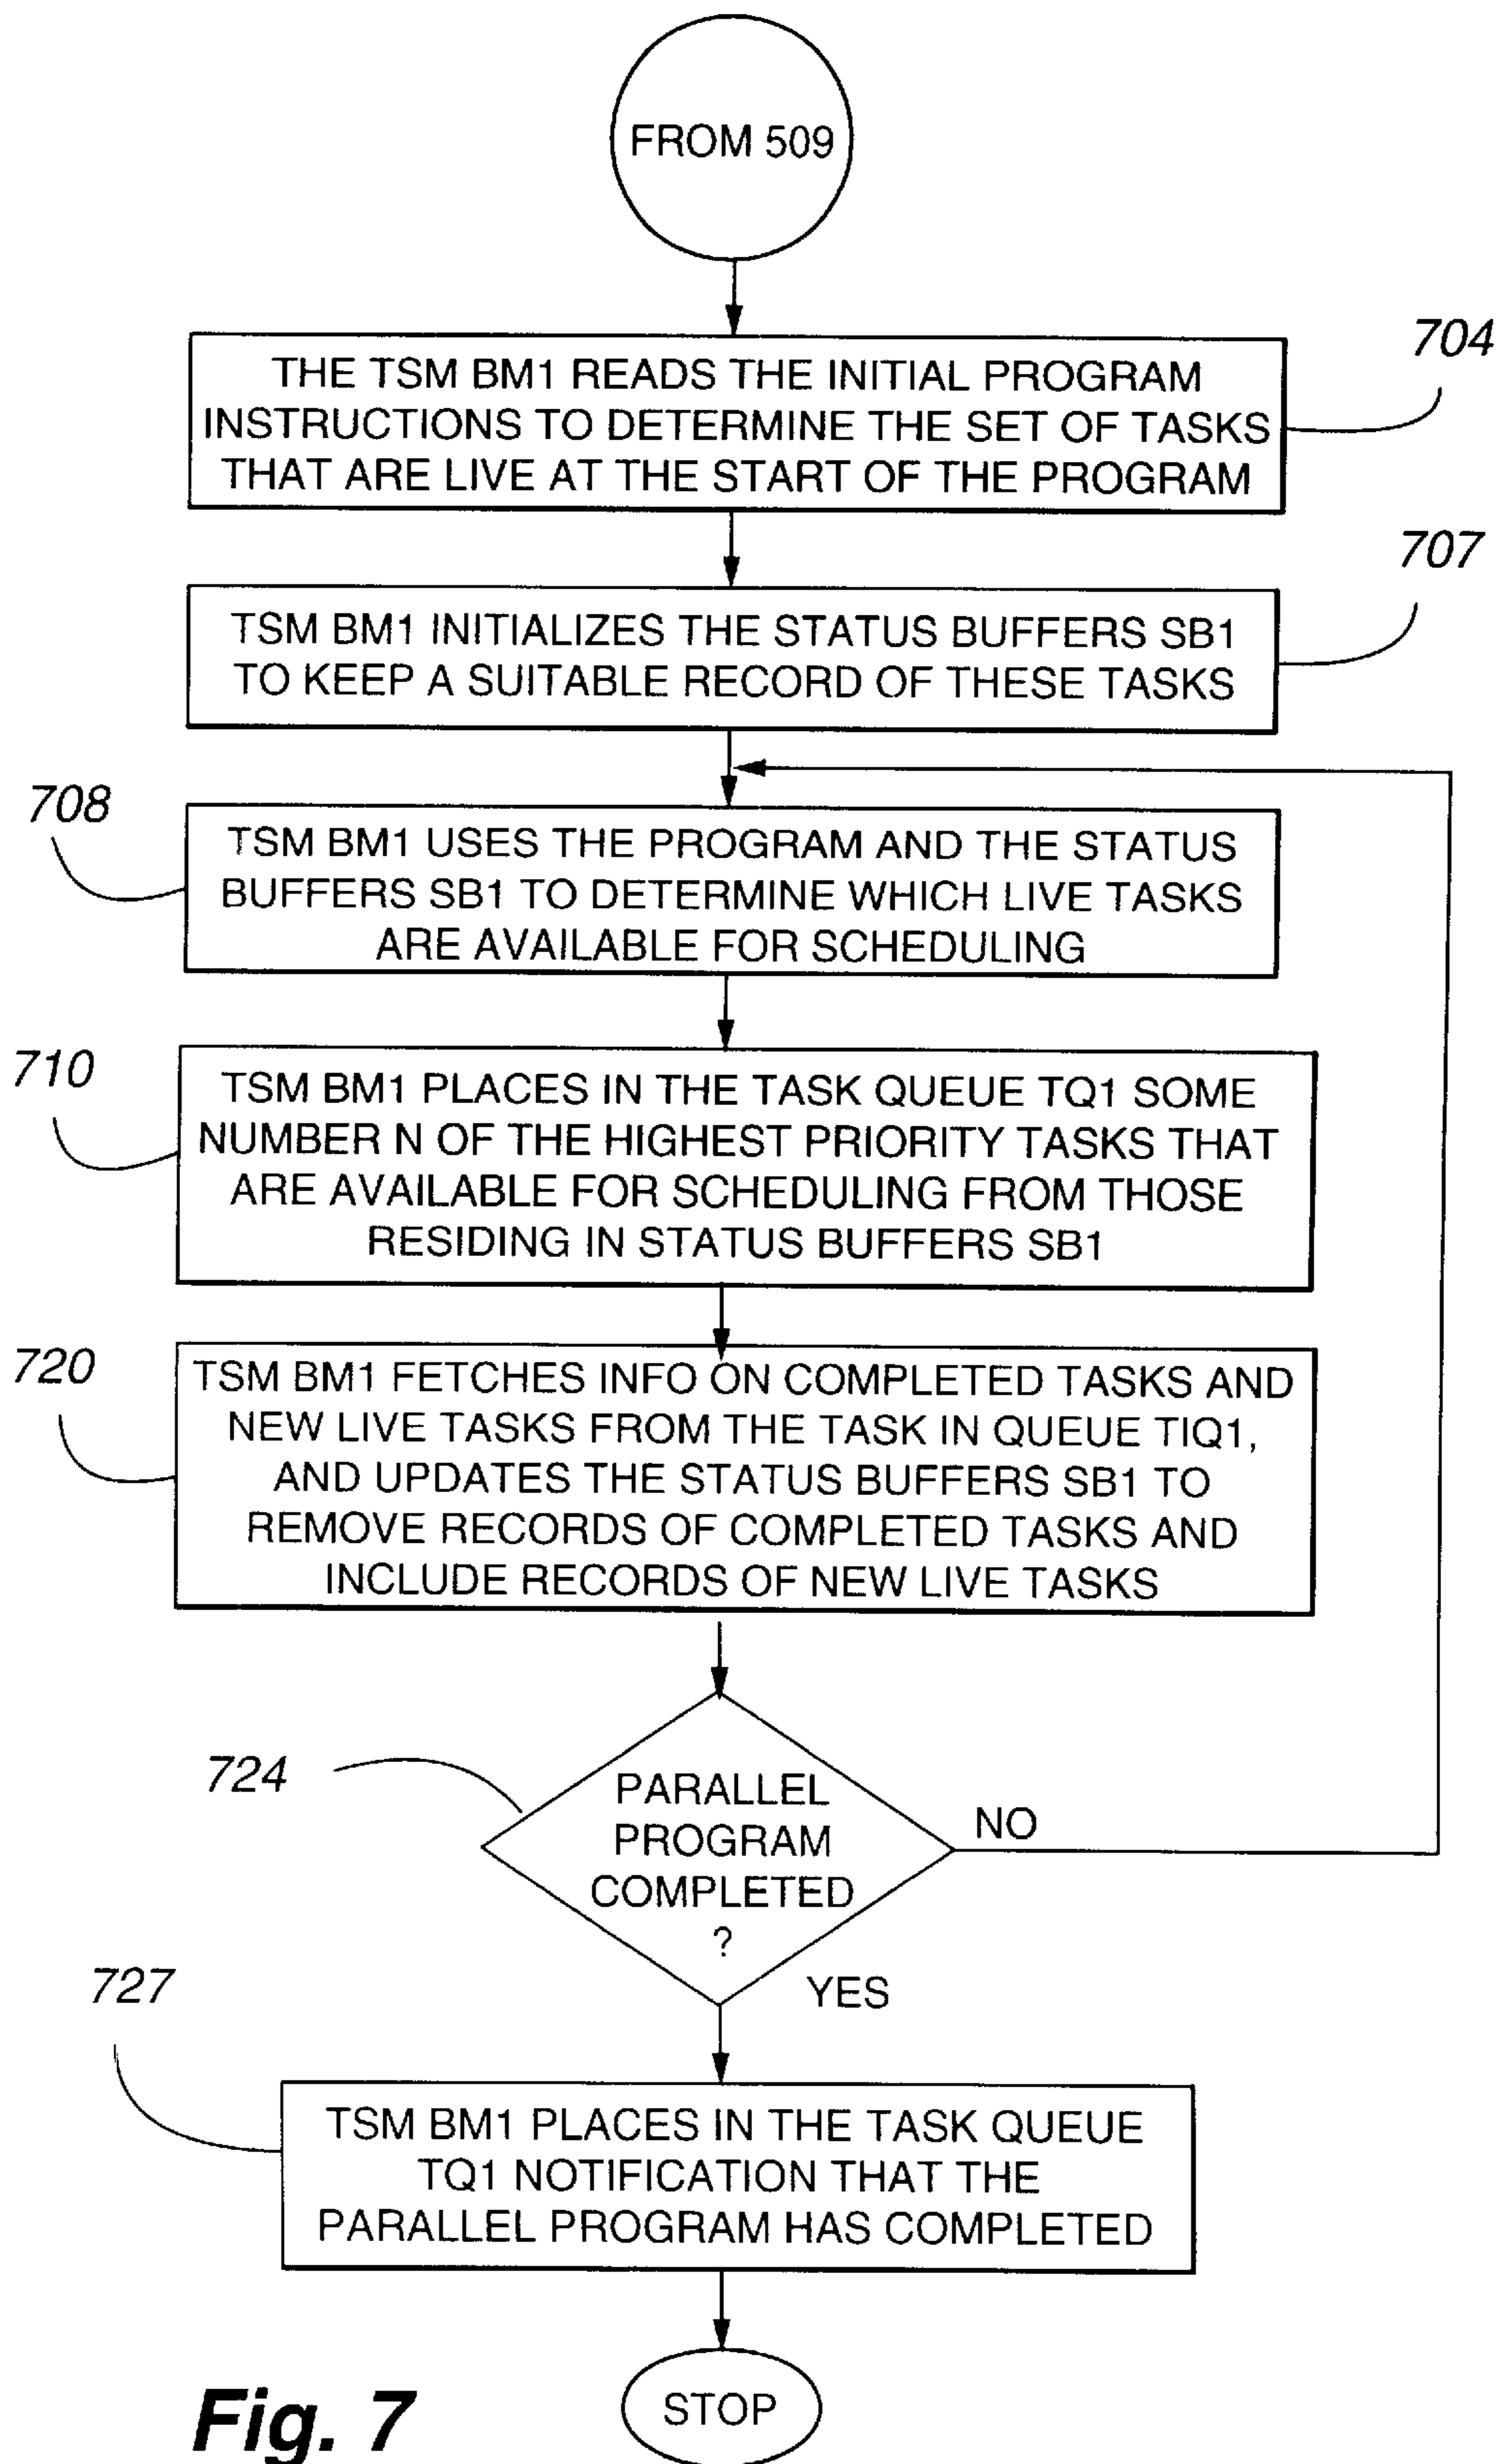 FROM 509
704
THE TSM BM1 READS THE INITIAL PROGRAM
INSTRUCTIONS TO DETERMINE THE SET OF TASKS
THAT ARE LIVE AT THE START OF THE PROGRAM
707
TSM BM1 INITIALIZES THE STATUS BUFFERS SB1
TO KEEP A SUITABLE RECORD OF THESE TASKS
708
TSM BM1 USES THE PROGRAM AND THE STATUS
BUFFERS SB1 TO DETERMINE WHICH LIVE TASKS
ARE AVAILABLE FOR SCHEDULING
710
TSM BM1 PLACES IN THE TASK QUEUE TQ1 SOME
NUMBER N OF THE HIGHEST PRIORITY TASKS THAT
ARE AVAILABLE FOR SCHEDULING FROM THOSE
RESIDING IN STATUS BUFFERS SB1
720
TSM BM1 FETCHES INFO ON COMPLETED TASKS AND
NEW LIVE TASKS FROM THE TASK IN QUEUE TIQ1,
AND UPDATES THE STATUS BUFFERS SB1 TO
REMOVE RECORDS OF COMPLETED TASKS AND
INCLUDE RECORDS OF NEW LIVE TASKS
724
PARALLEL
PROGRAM
COMPLETED
?
NO
YES
727
TSM BM1 PLACES IN THE TASK QUEUE
TQ1 NOTIFICATION THAT THE
PARALLEL PROGRAM HAS COMPLETED
STOP
Fig. 7